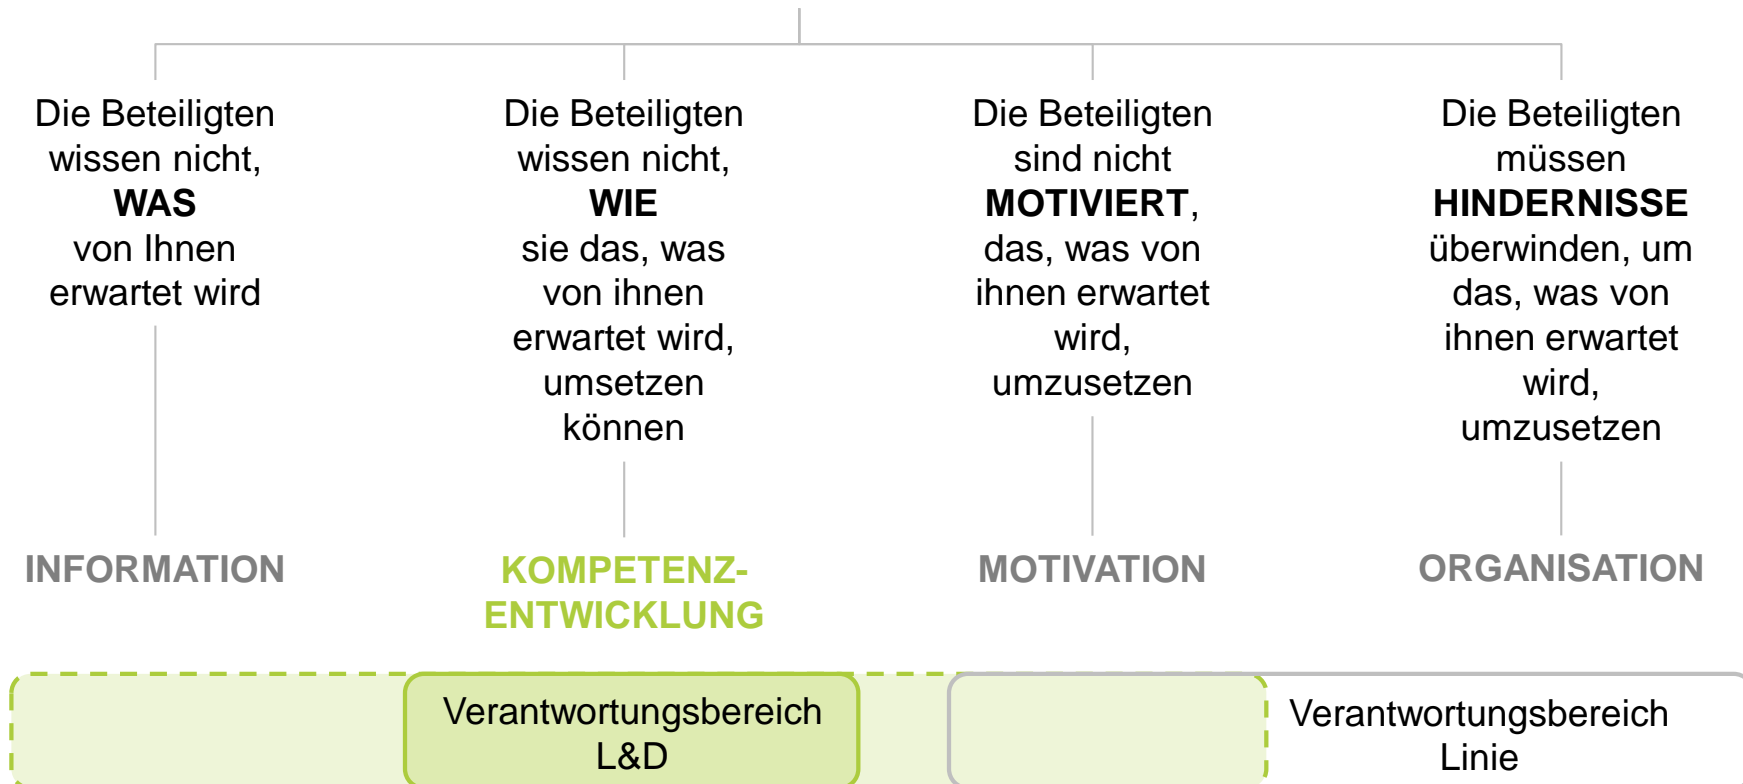 Die Beteiligten
wissen nicht,
WAS
von Ihnen
erwartet wird
Die Beteiligten
wissen nicht,
WIE
sie das, was
von ihnen
erwartet wird,
umsetzen
können
Die Beteiligten
sind nicht
MOTIVIERT,
das, was von
ihnen erwartet
wird,
umzusetzen
Die Beteiligten
müssen
HINDERNISSE
überwinden, um
das, was von
ihnen erwartet
wird,
umzusetzen
INFORMATION
KOMPETENZ-
ENTWICKLUNG
MOTIVATION
ORGANISATION
Verantwortungsbereich
L&D
Verantwortungsbereich
Linie